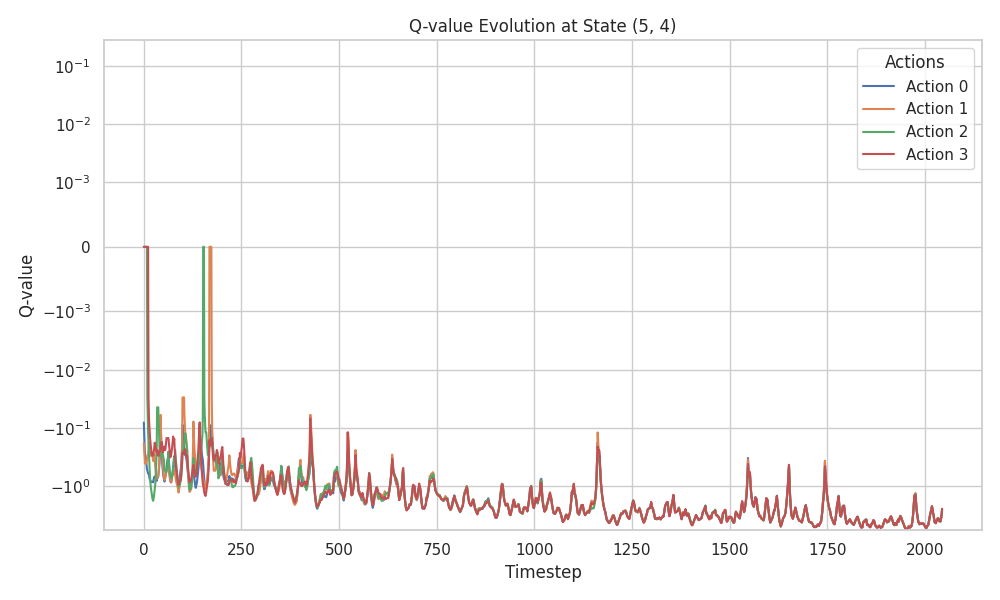 Q-value Evolution at State (5, 4)
Actions
Action 0
Action 1
Action 2
Action 3
10⁻¹
10⁻²
10⁻³
0
−10⁻³
−10⁻²
−10⁻¹
−10⁰
Q-value
0
250
500
750
1000
1250
1500
1750
2000
Timestep